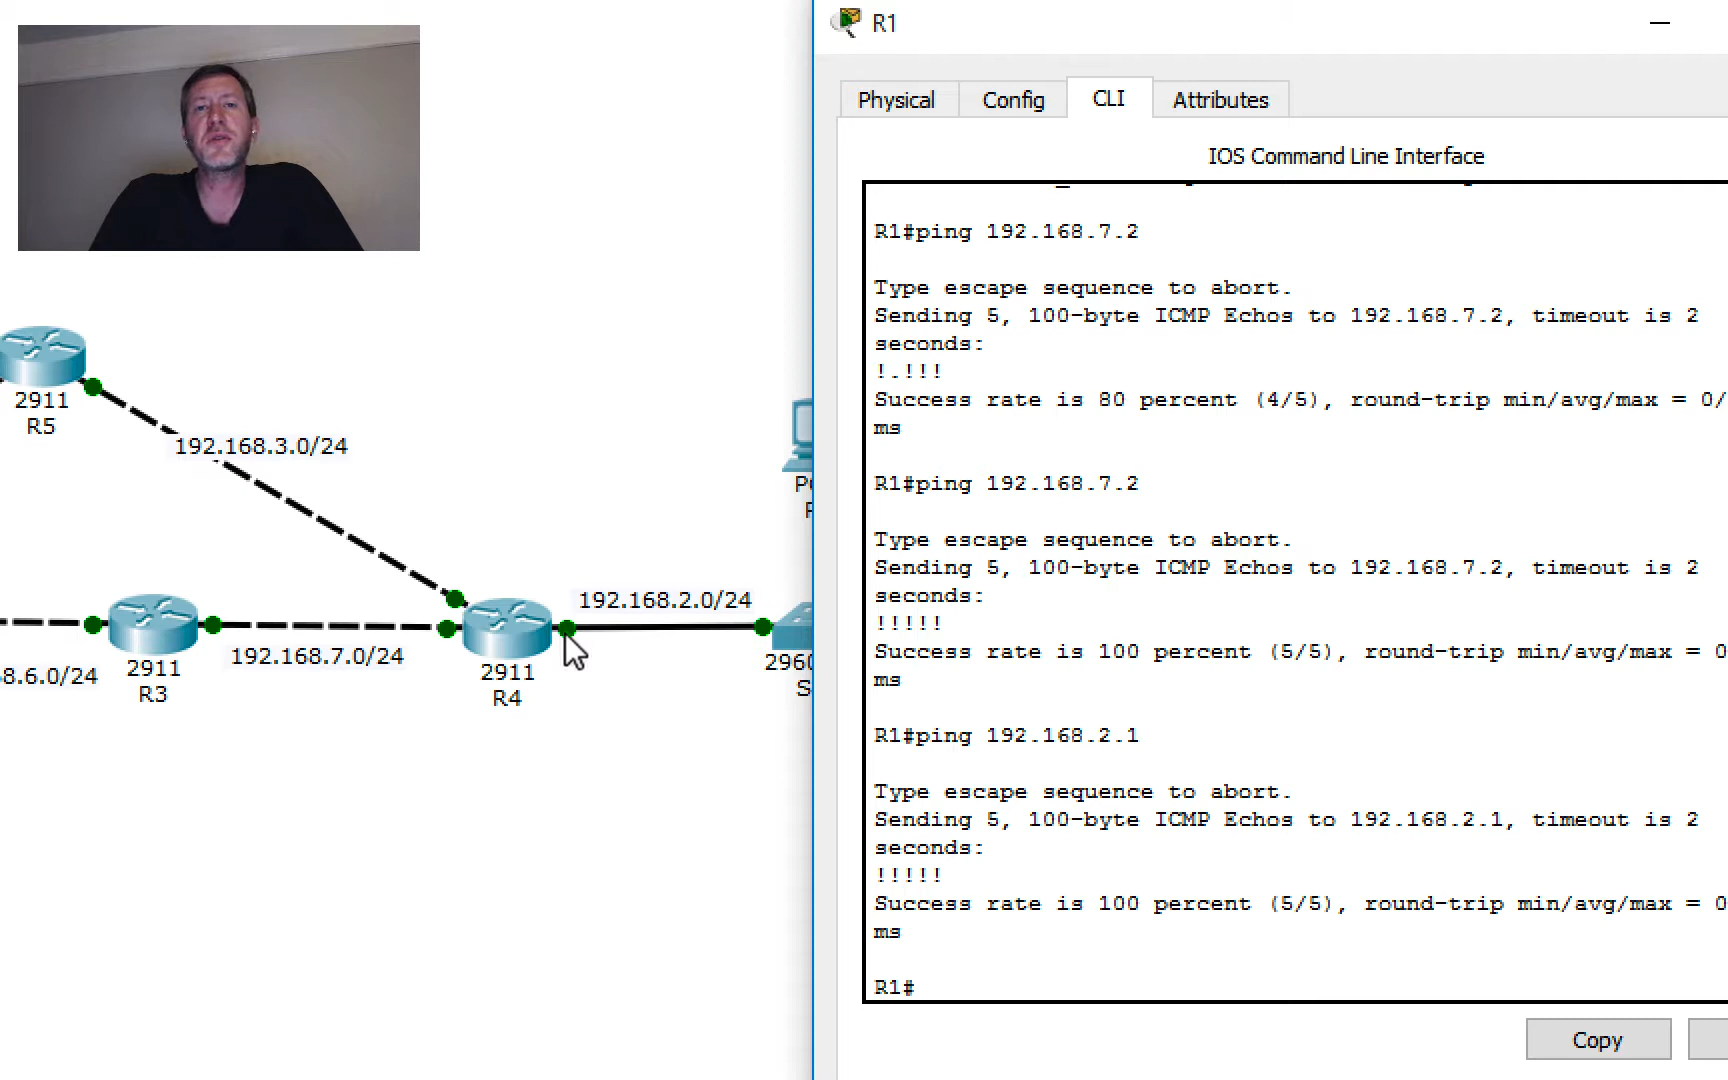 R1
Physical
Config
CLI
Attributes
IOS Command Line Interface
R1#ping 192.168.7.2
Type escape sequence to abort.
Sending 5, 100-byte ICMP Echos to 192.168.7.2, timeout is 2
seconds:
!.!!!
Success rate is 80 percent (4/5), round-trip min/avg/max = 0/
ms
R1#ping 192.168.7.2
Type escape sequence to abort.
Sending 5, 100-byte ICMP Echos to 192.168.7.2, timeout is 2
seconds:
!!!!!
Success rate is 100 percent (5/5), round-trip min/avg/max = 0
ms
R1#ping 192.168.2.1
Type escape sequence to abort.
Sending 5, 100-byte ICMP Echos to 192.168.2.1, timeout is 2
seconds:
!!!!!
Success rate is 100 percent (5/5), round-trip min/avg/max = 0
ms
R1#
Copy
2911
R5
192.168.3.0/24
192.168.2.0/24
192.168.7.0/24
8.6.0/24
2911
R3
2911
R4
2960